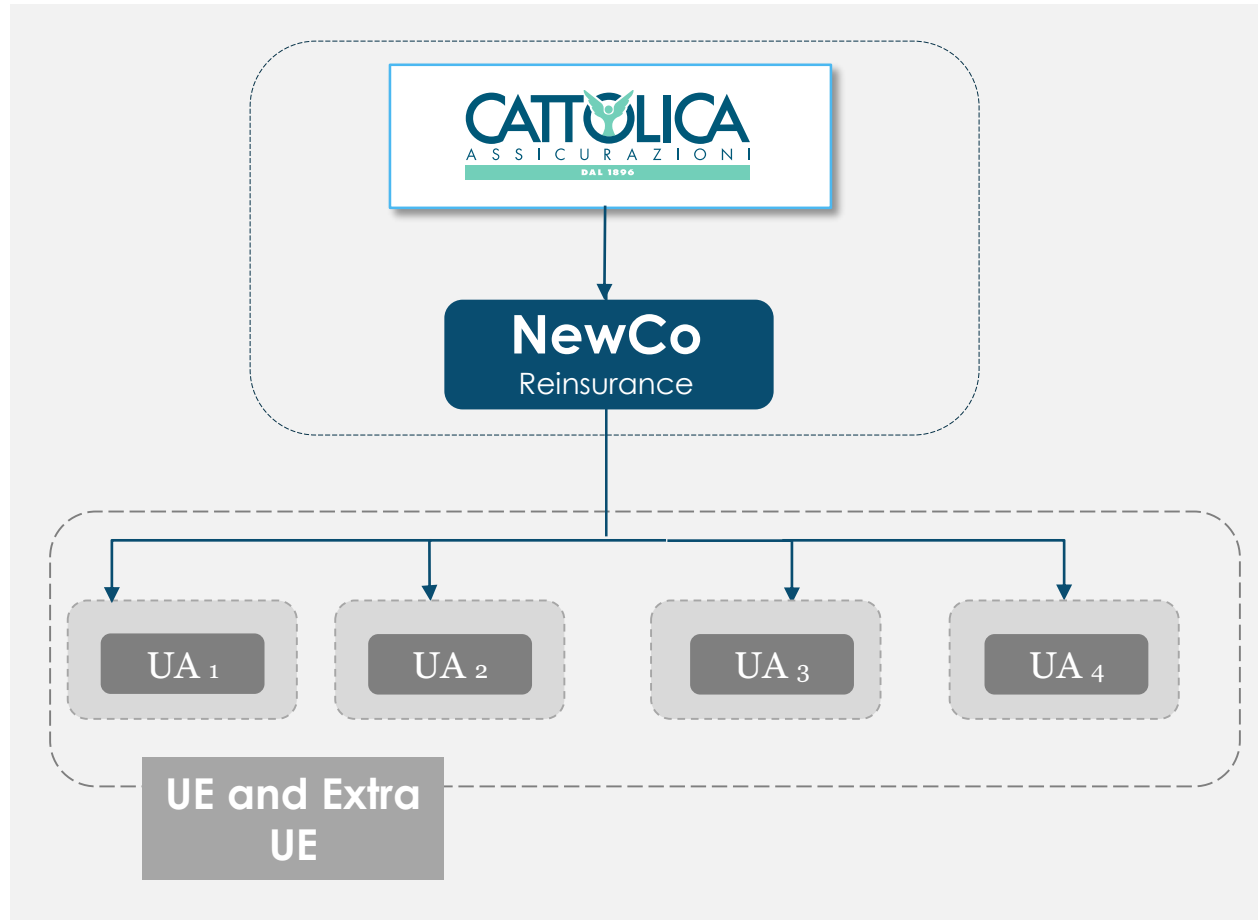 CATTOLICA
ASSICURAZIONI
DAL 1896
NewCo
Reinsurance
UA 1
UA 2
UA 3
UA 4
UE and Extra
UE